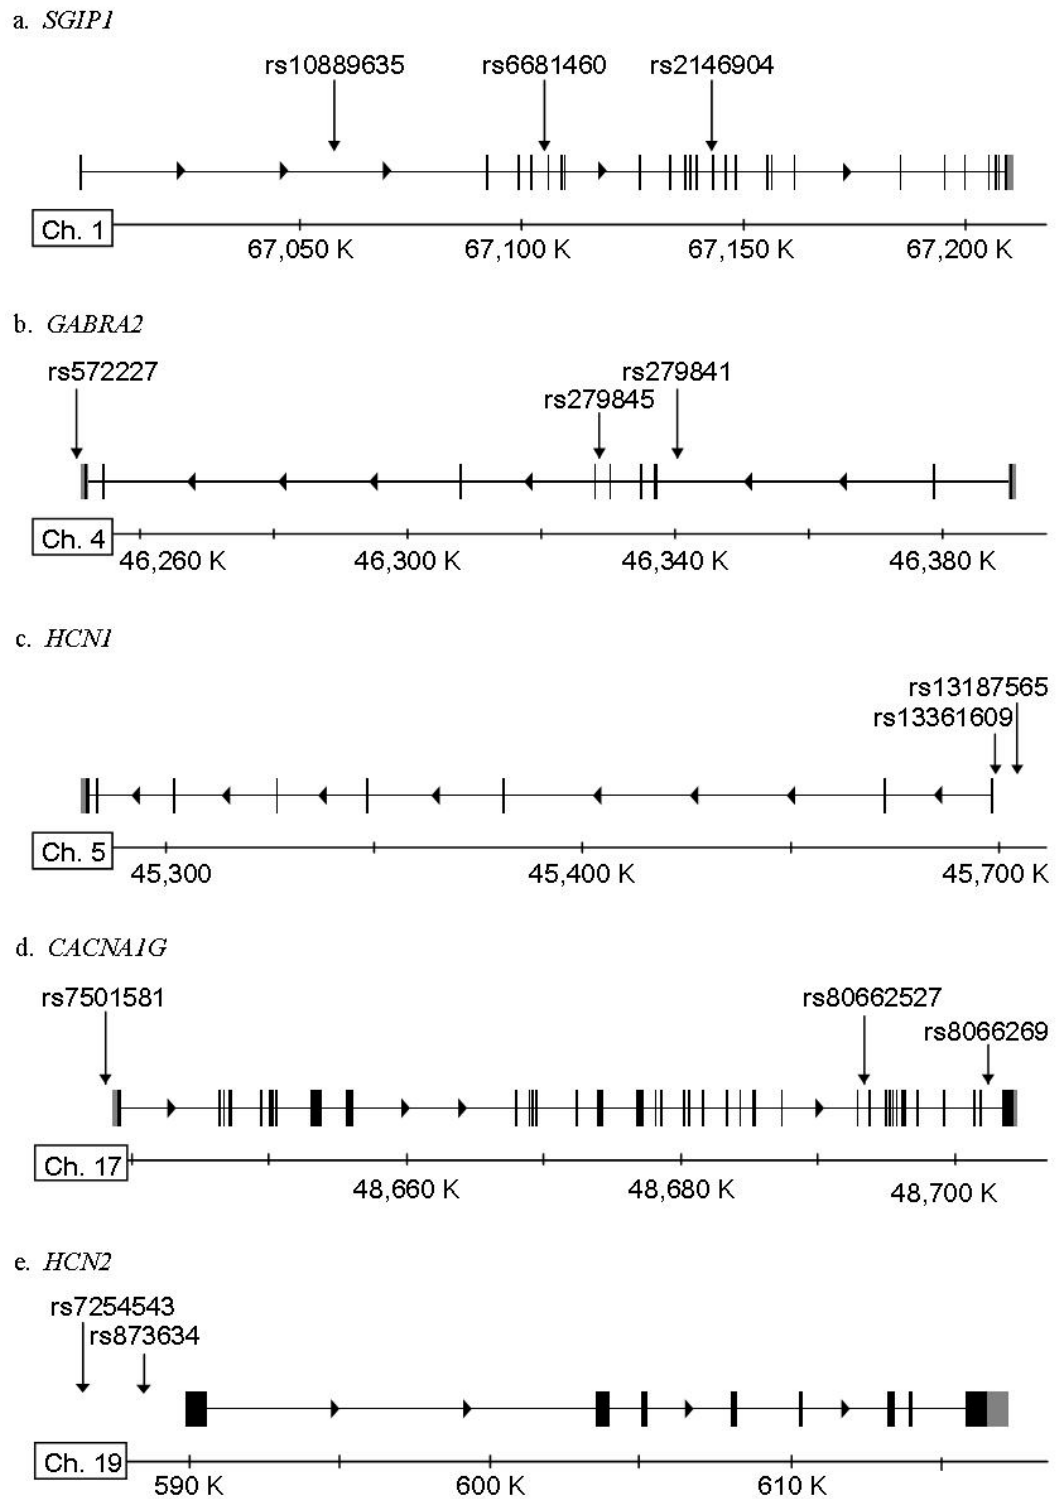 a. SGIP1
rs10889635 rs6681460 rs2146904
Ch. 1
67,050 K 67,100 K 67,150 K 67,200 K
b. GABRA2
rs572227 rs279841
rs279845
Ch. 4
46,260 K 46,300 K 46,340 K 46,380 K
c. HCN1
rs13187565
rs13361609
Ch. 5
45,300 45,400 K 45,700 K
d. CACNA1G
rs7501581 rs80662527
rs8066269
Ch. 17
48,660 K 48,680 K 48,700 K
e. HCN2
rs7254543
rs873634
Ch. 19
590 K 600 K 610 K